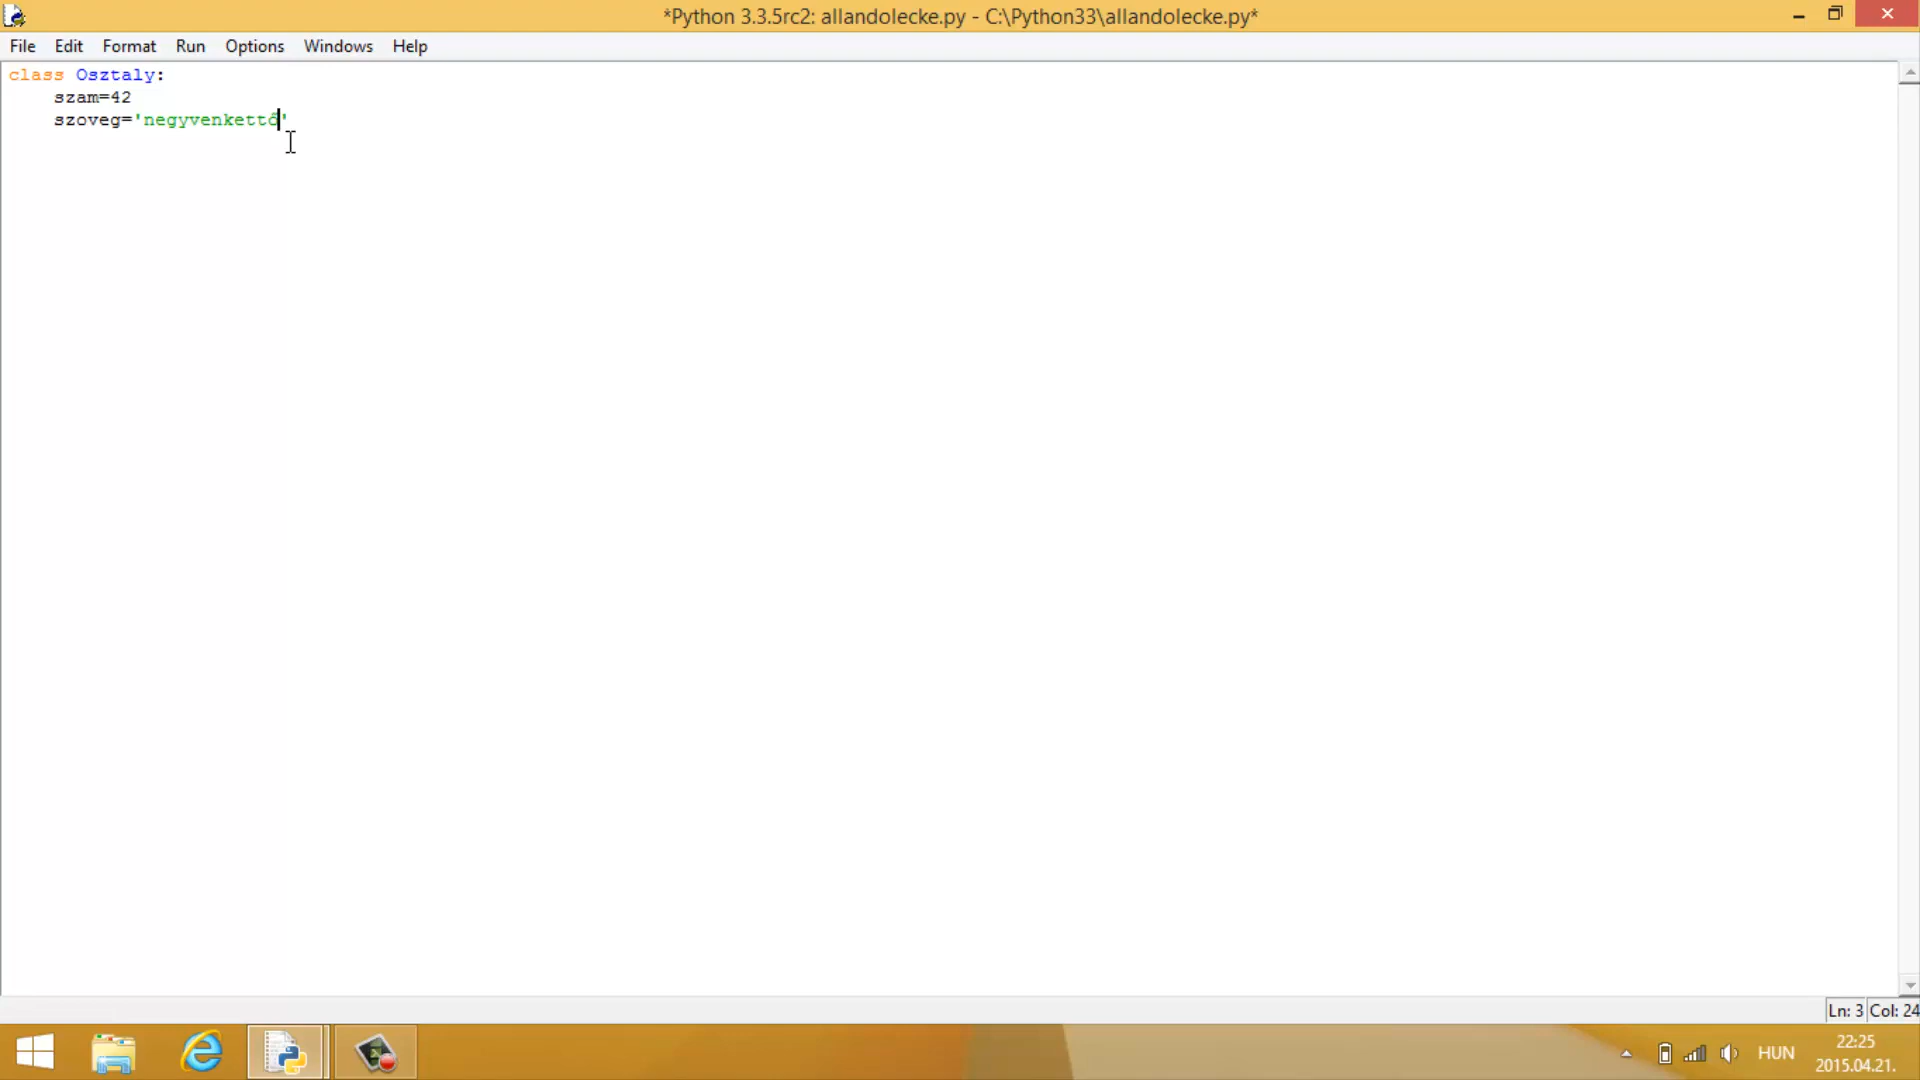 *Python 3.3.5rc2: allandolecke.py - C:\Python33\allandolecke.py*
File Edit Format Run Options Windows Help
class Osztaly:
    szam=42
    szoveg='negyvenkettő'
Ln: 3 Col: 24
HUN
22:25
2015.04.21.